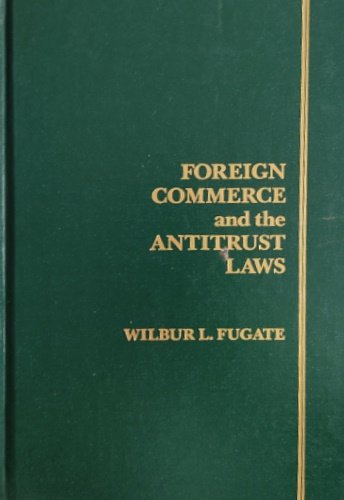 FOREIGN
COMMERCE
and the
ANTITRUST
LAWS
WILBUR L. FUGATE